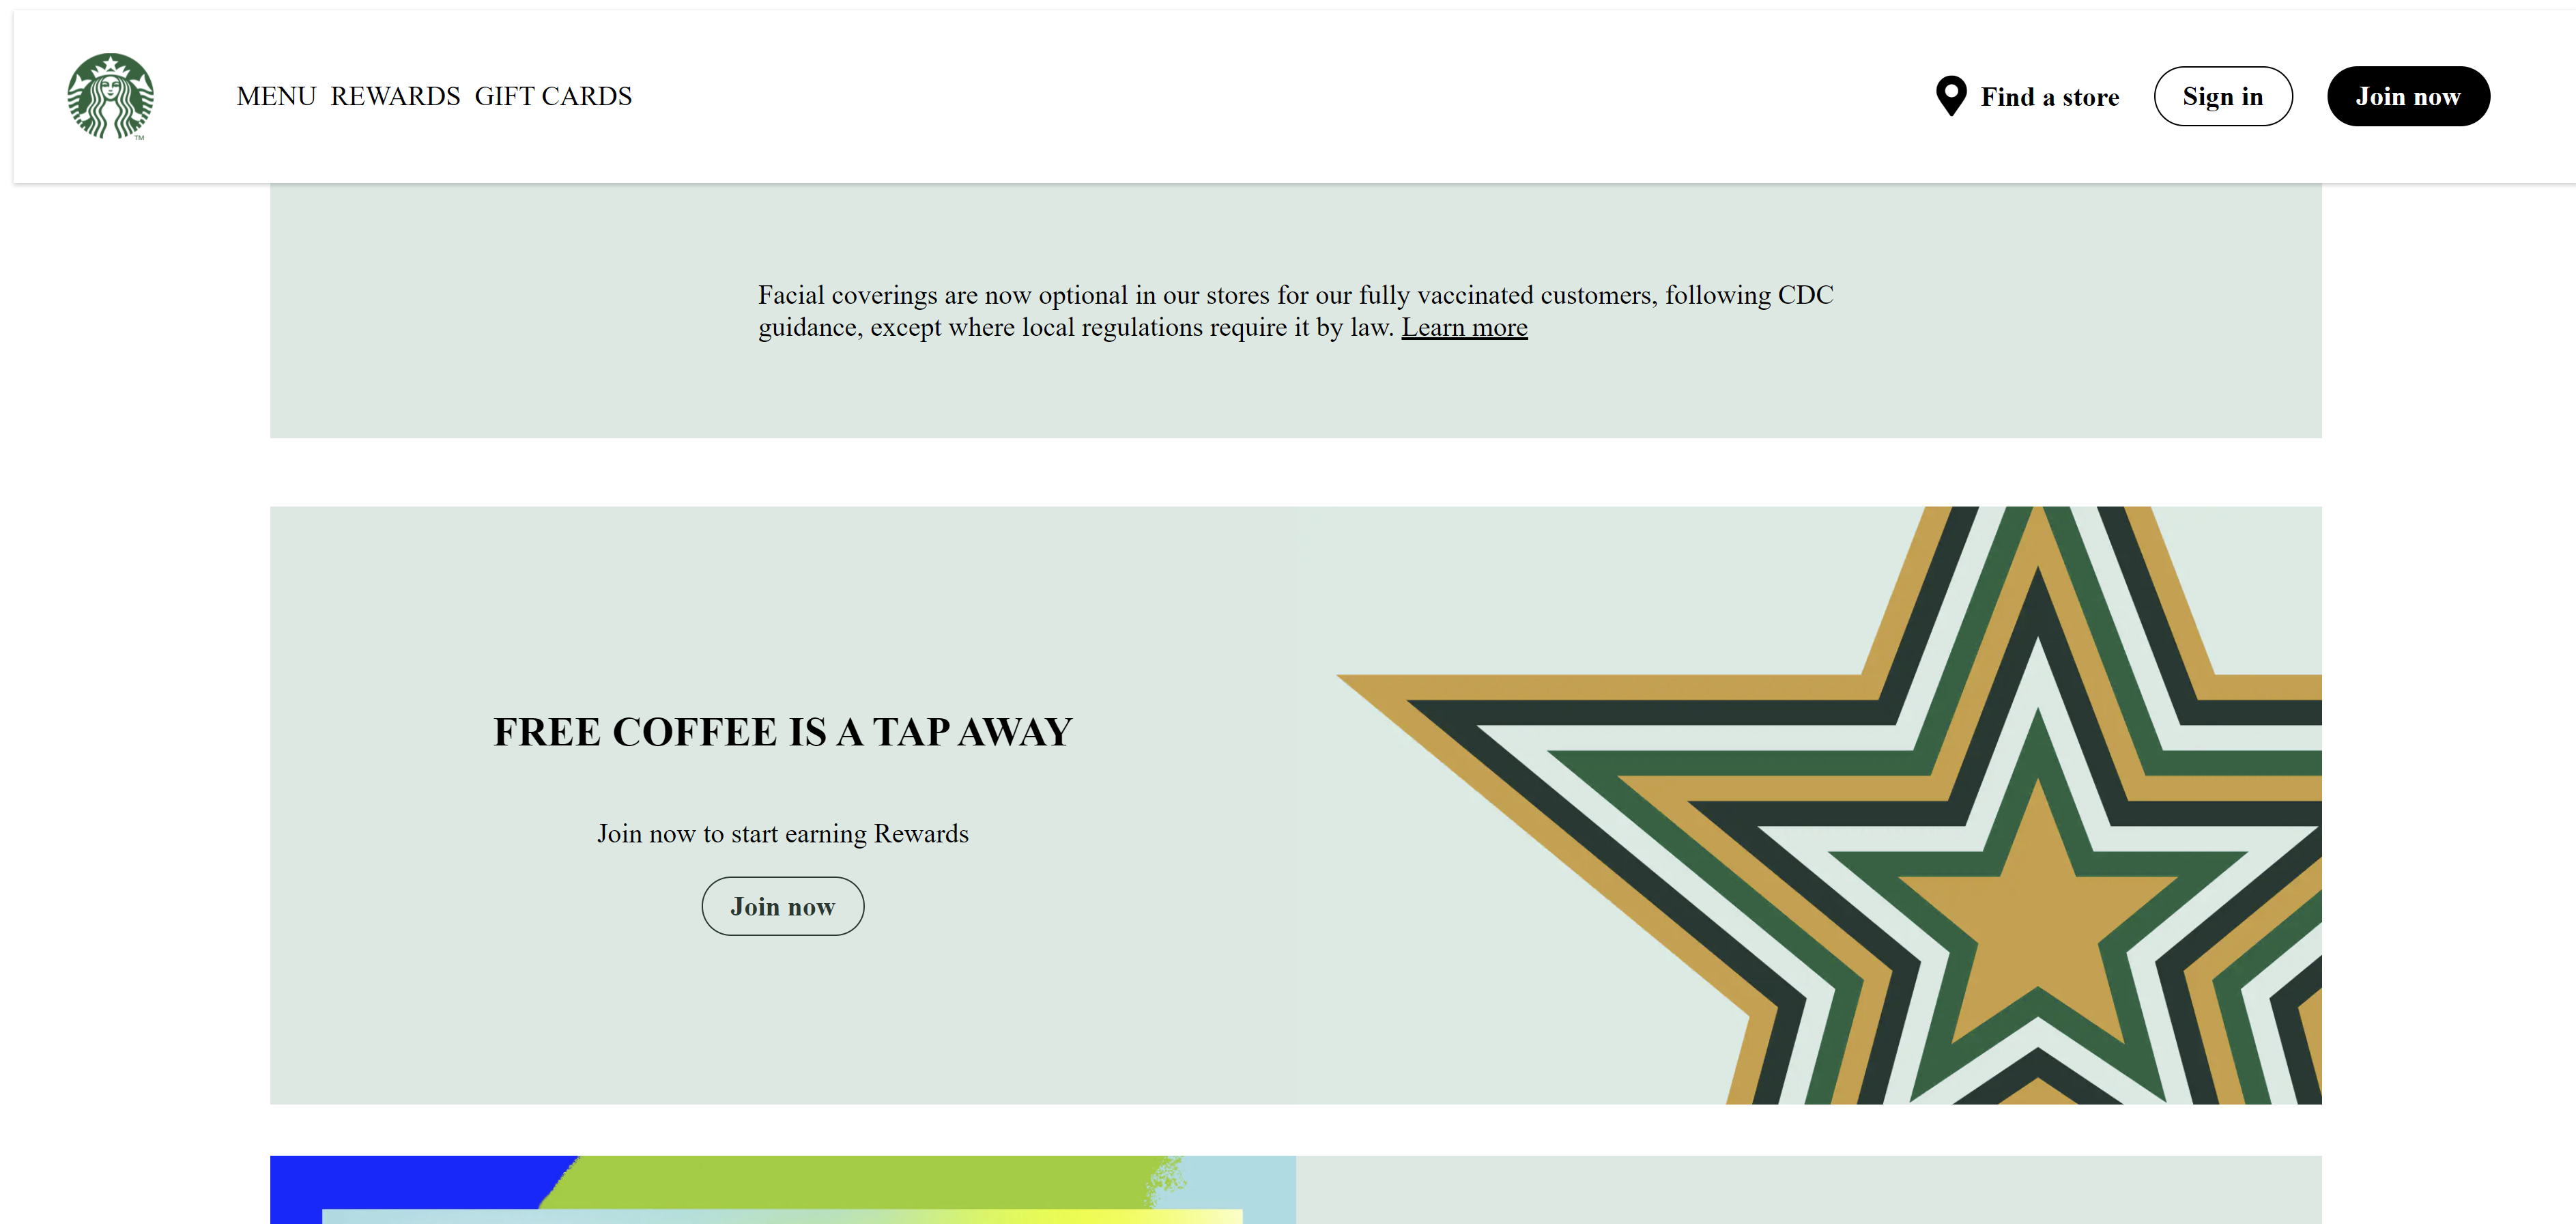 MENU REWARDS GIFT CARDS
Find a store
Sign in
Join now
TM
Facial coverings are now optional in our stores for our fully vaccinated customers, following CDC
guidance, except where local regulations require it by law. Learn more
FREE COFFEE IS A TAP AWAY
Join now to start earning Rewards
Join now